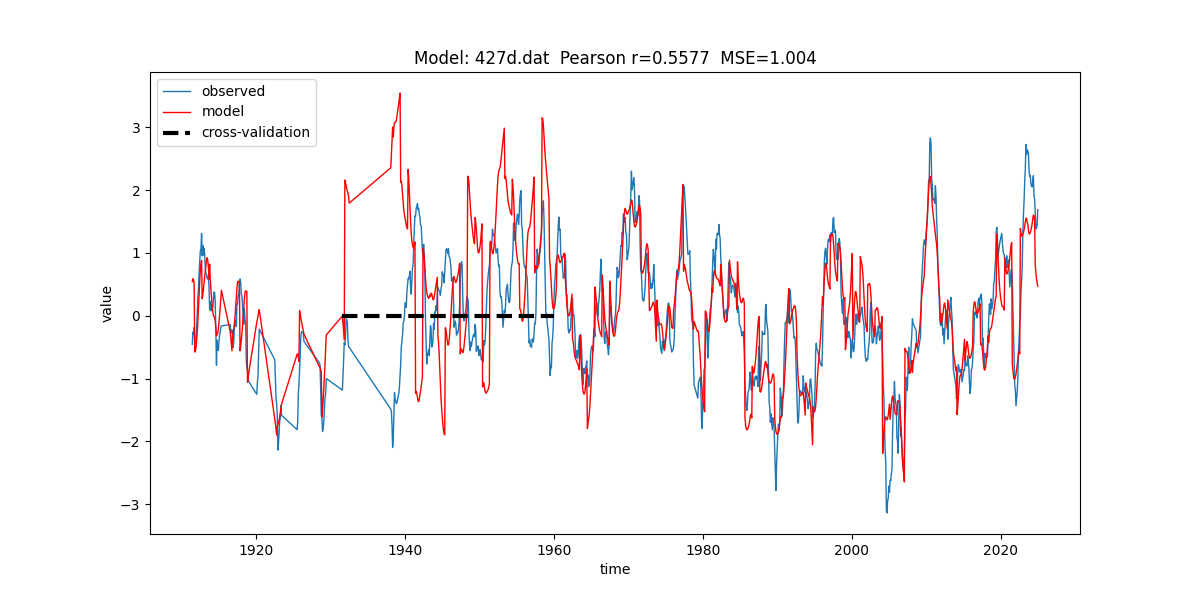 Model: 427d.dat  Pearson r=0.5577  MSE=1.004
observed
model
cross-validation
value
3
2
1
0
−1
−2
−3
1920 1940 1960 1980 2000 2020
time